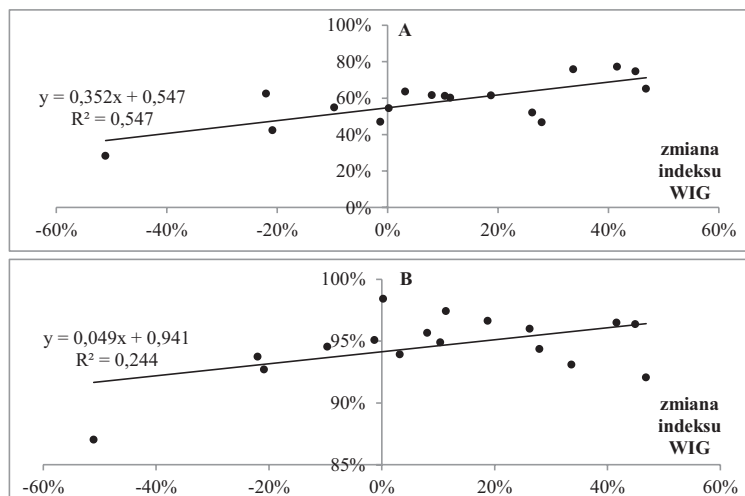 100%
A
80%
60%
40%
20%
0%
y = 0,352x + 0,547
R² = 0,547
zmiana
indeksu
WIG
-60%
-40%
-20%
0%
20%
40%
60%
100%
B
95%
90%
85%
y = 0,049x + 0,941
R² = 0,244
zmiana
indeksu
WIG
-60%
-40%
-20%
0%
20%
40%
60%